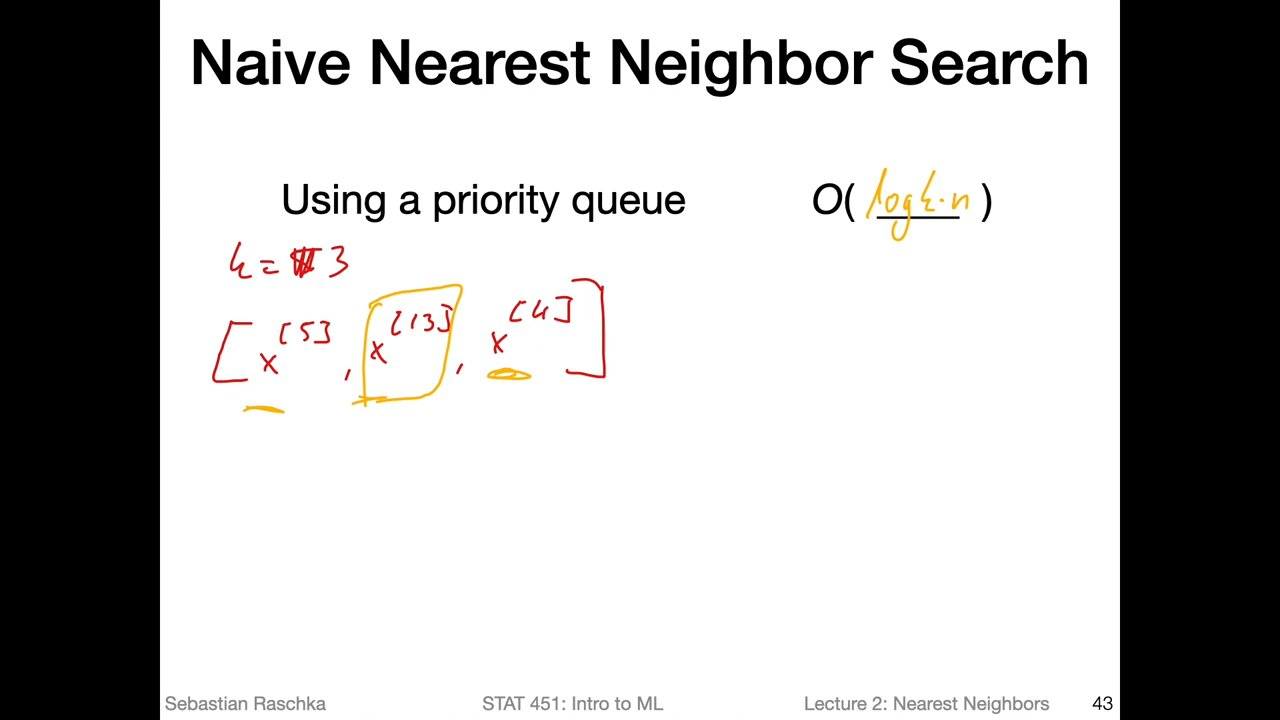 Naive Nearest Neighbor Search
Using a priority queue O( log k · n )
k = 3
[ x^[5] , x^[13] , x^[4] ]
Sebastian Raschka STAT 451: Intro to ML Lecture 2: Nearest Neighbors 43